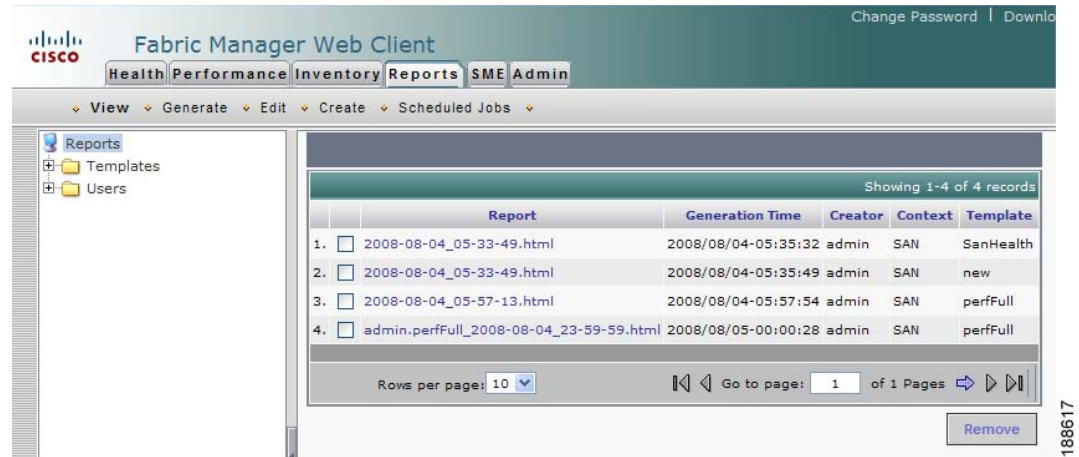 Change Password | Downlo
CISCO
Fabric Manager Web Client
Health Performance Inventory Reports SME Admin
View Generate Edit Create Scheduled Jobs
Reports
Templates
Users
Showing 1-4 of 4 records
Report Generation Time Creator Context Template
1. 2008-08-04_05-33-49.html 2008/08/04-05:35:32 admin SAN SanHealth
2. 2008-08-04_05-33-49.html 2008/08/04-05:35:49 admin SAN new
3. 2008-08-04_05-57-13.html 2008/08/04-05:57:54 admin SAN perfFull
4. admin.perfFull_2008-08-04_23-59-59.html 2008/08/05-00:00:28 admin SAN perfFull
Rows per page: 10 Go to page: 1 of 1 Pages
Remove
188617